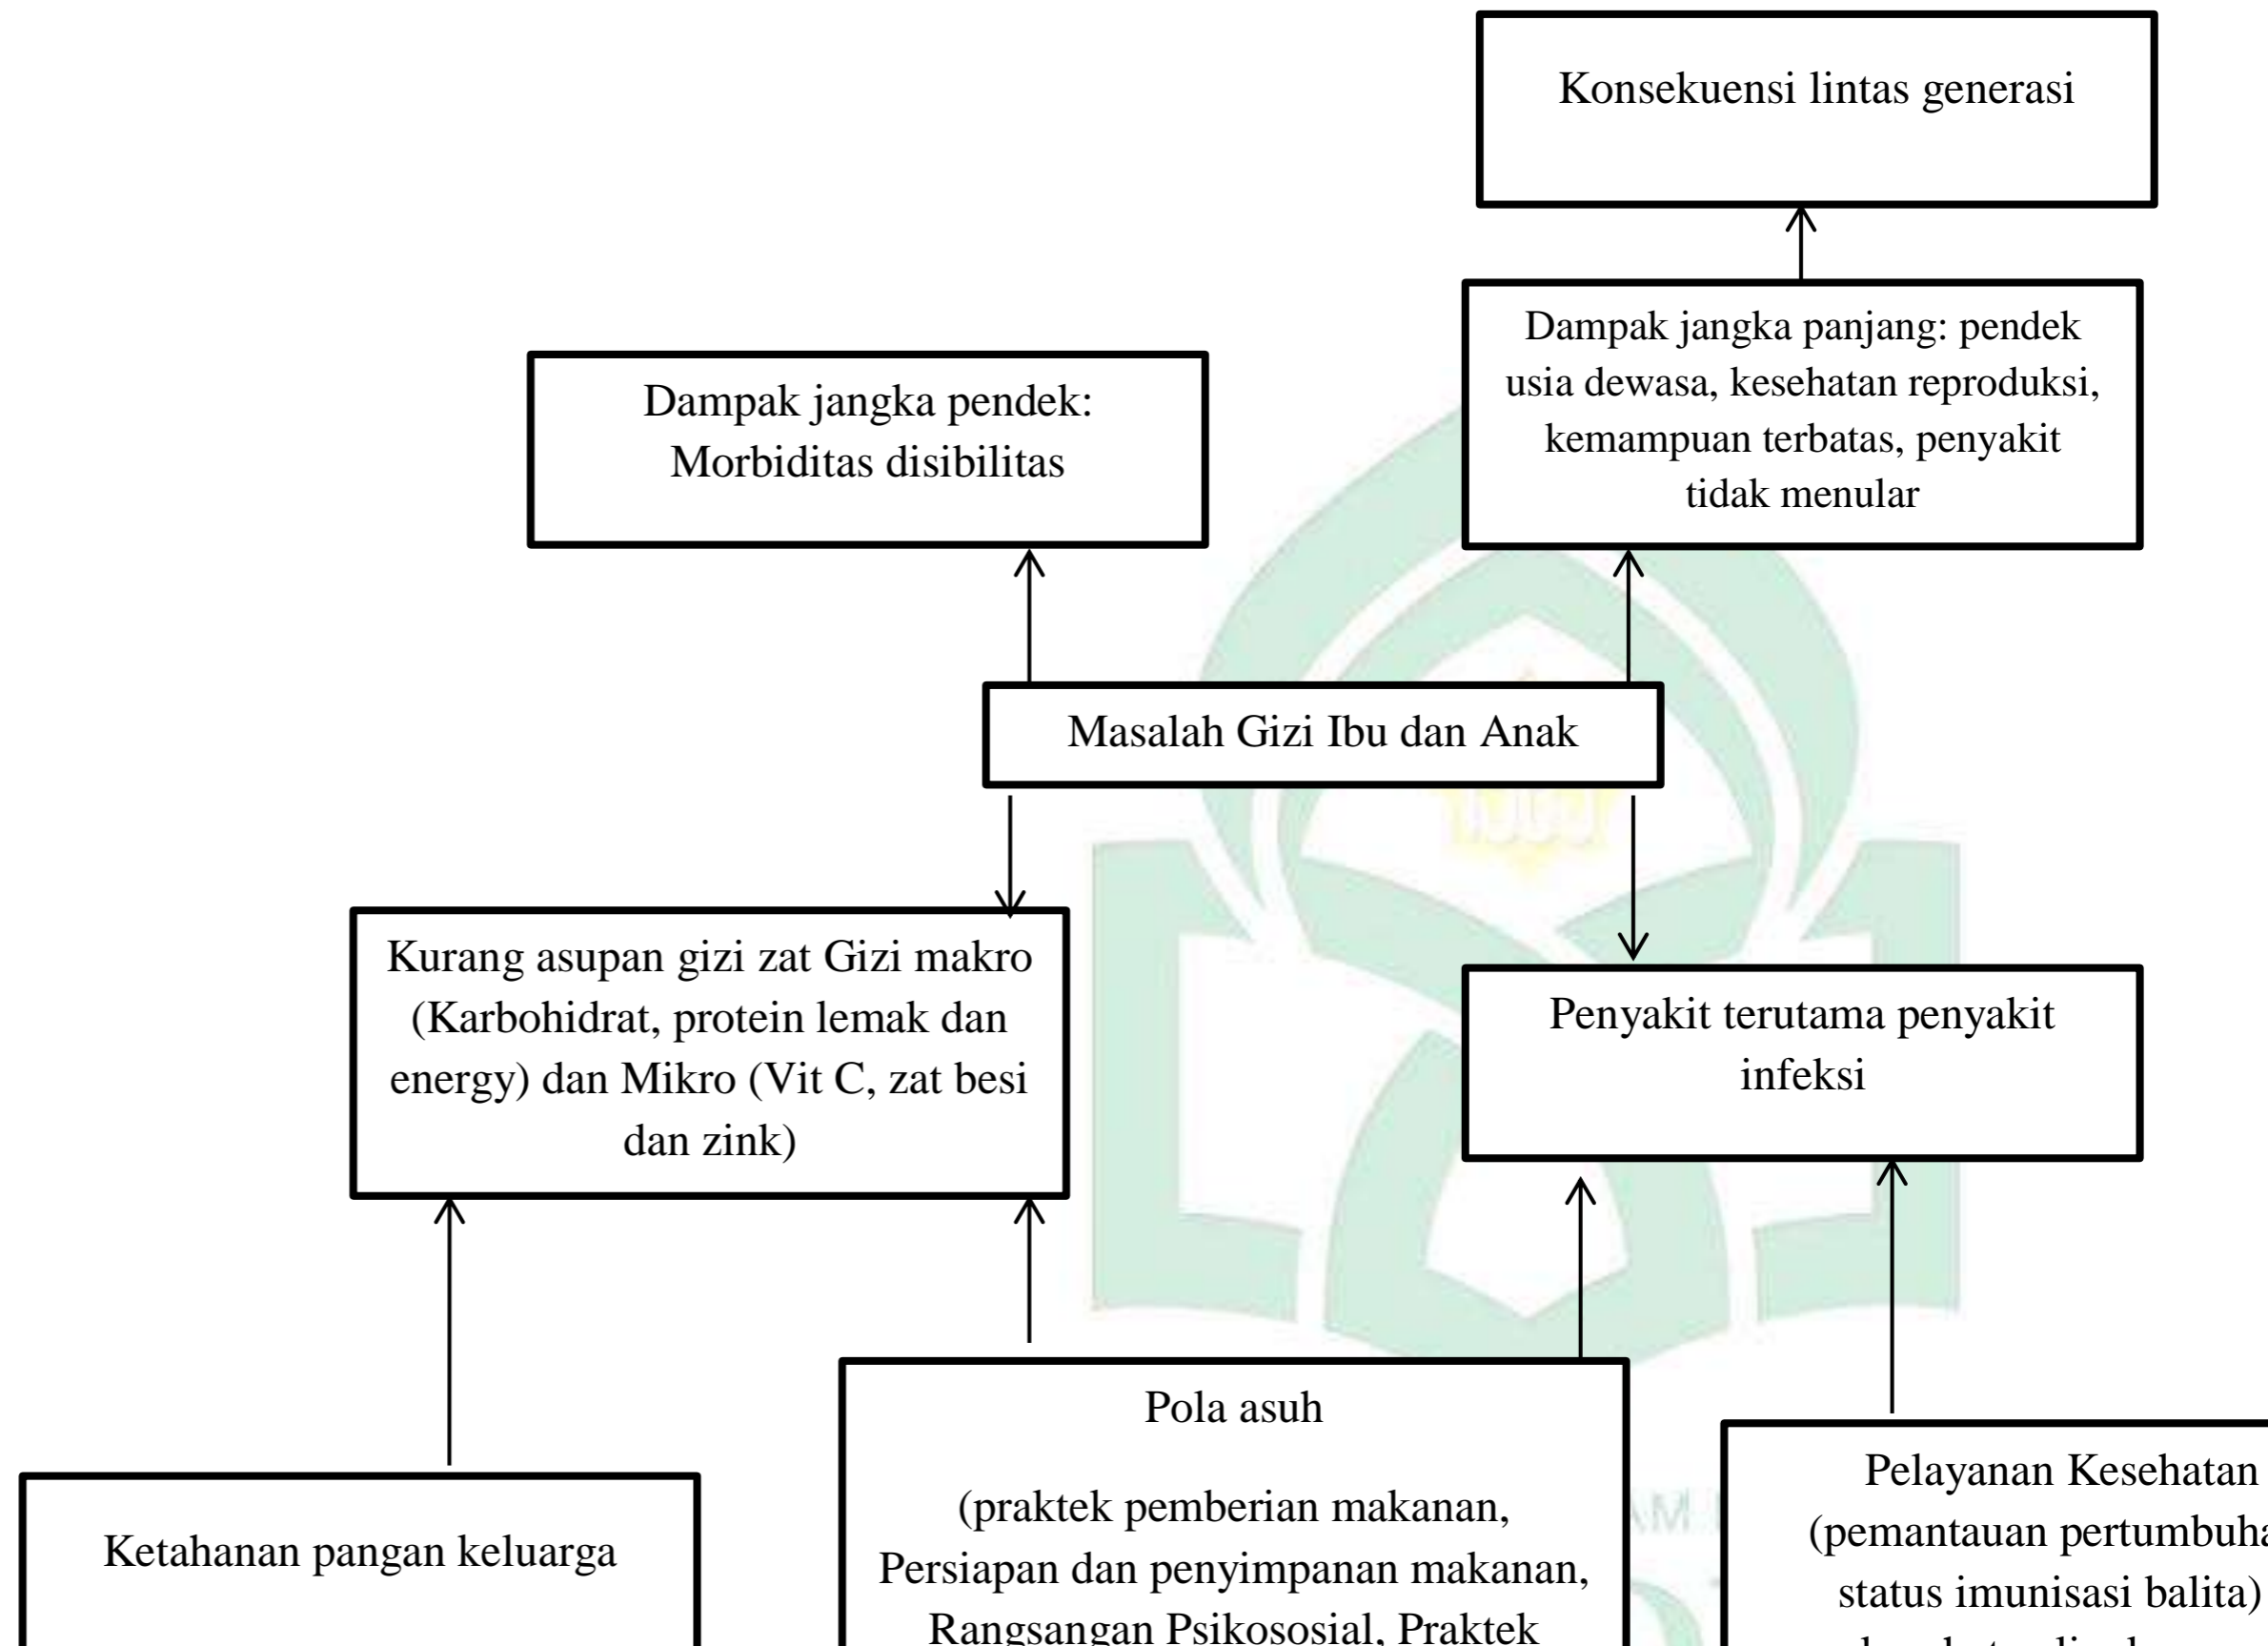 Konsekuensi lintas generasi
Dampak jangka panjang: pendek
usia dewasa, kesehatan reproduksi,
kemampuan terbatas, penyakit
tidak menular
Dampak jangka pendek:
Morbiditas disibilitas
Masalah Gizi Ibu dan Anak
Kurang asupan gizi zat Gizi makro
(Karbohidrat, protein lemak dan
energy) dan Mikro (Vit C, zat besi
dan zink)
Penyakit terutama penyakit
infeksi
Ketahanan pangan keluarga
Pola asuh
(praktek pemberian makanan,
Persiapan dan penyimpanan makanan,
Rangsangan Psikososial, Praktek
Pelayanan Kesehatan
(pemantauan pertumbuha
status imunisasi balita)